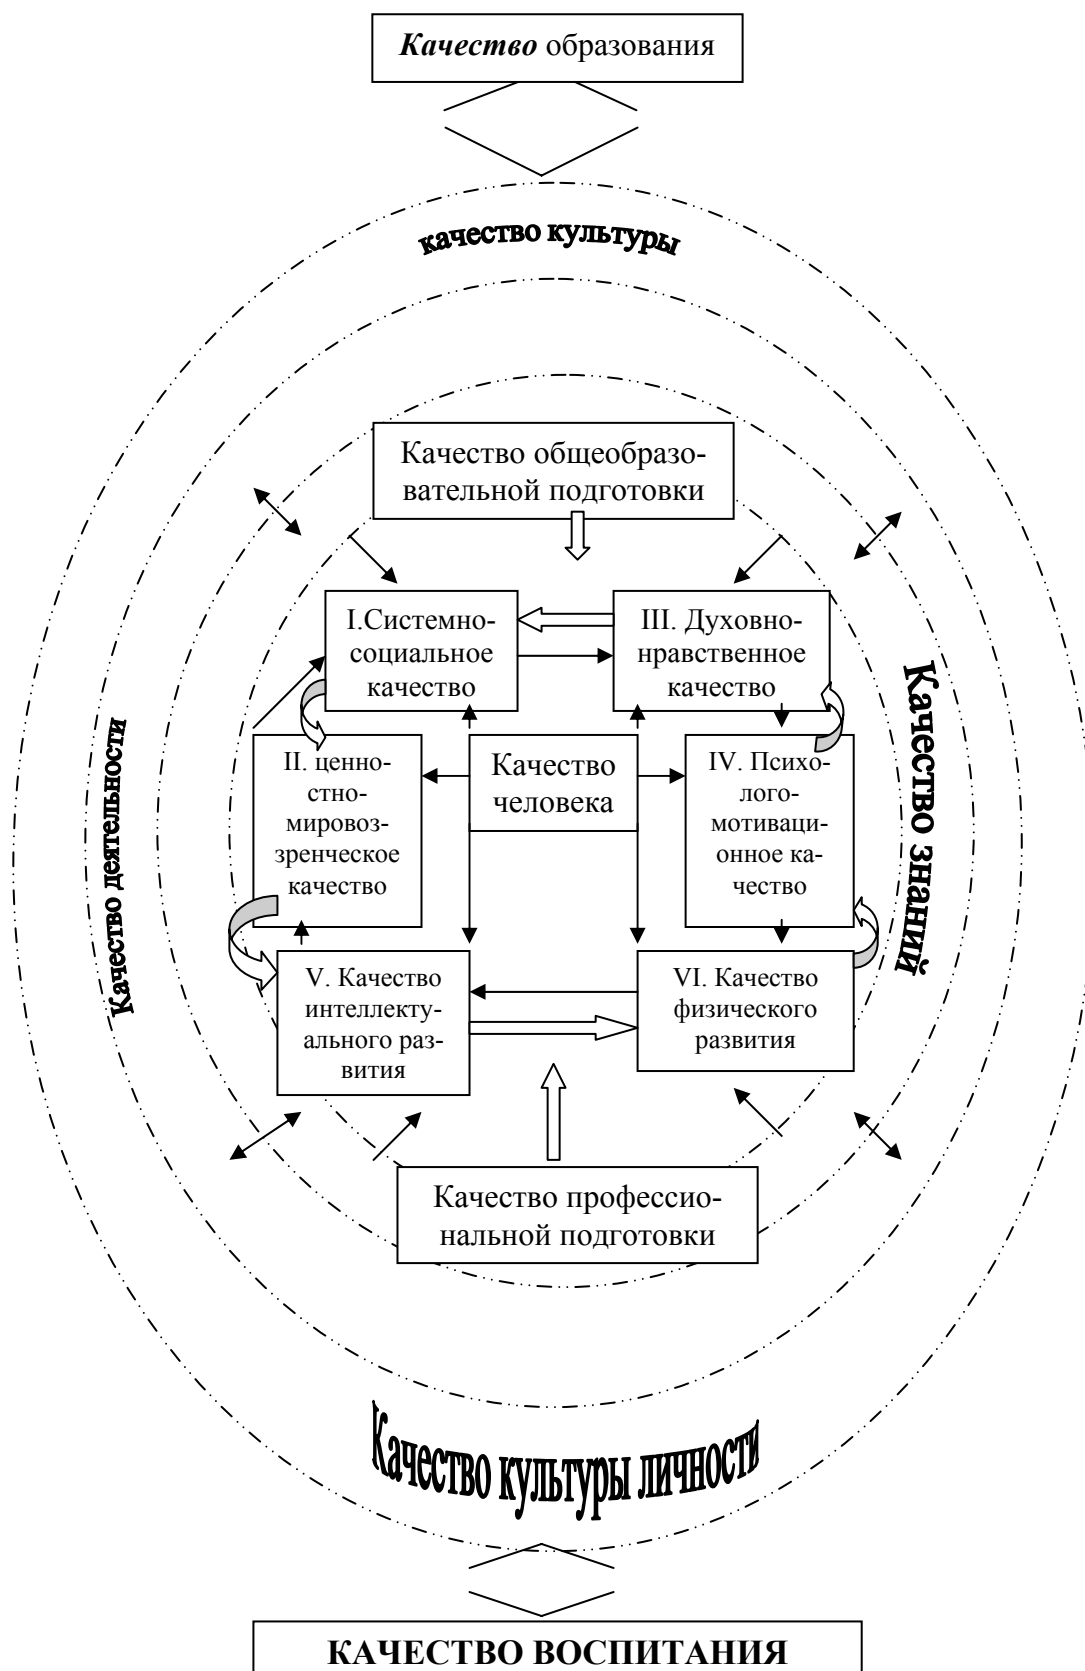 Качество образования
качество культуры
Качество общеобразо-
вательной подготовки
I.Системно-
социальное
качество
III. Духовно-
нравственное
качество
II. ценно-
стно-
мировоз-
зренческое
качество
Качество
человека
IV. Психо-
лого-
мотиваци-
онное ка-
чество
Качество деятельности
Качество знаний
V. Качество
интеллекту-
ального раз-
вития
VI. Качество
физического
развития
Качество профессио-
нальной подготовки
Качество культуры личности
КАЧЕСТВО ВОСПИТАНИЯ